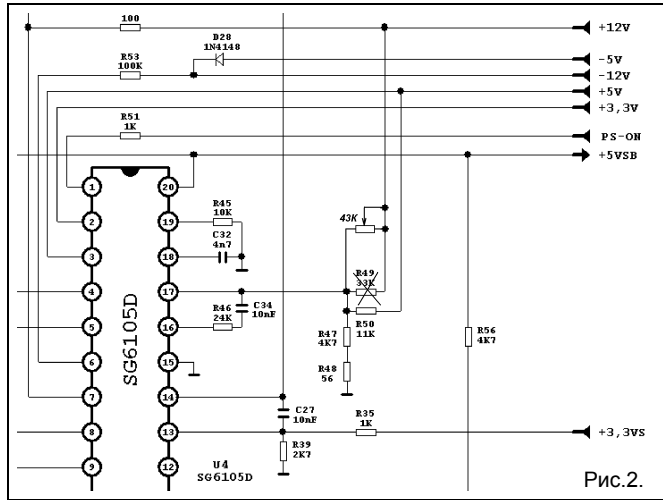 100
+12V
D28
1N4148
-5V
R53
100K
-12V
+5V
+3,3V
R51
1K
PS-ON
+5VSB
1
20
2
19
R45
10K
43K
3
18
C32
4n7
4
17
R49
33K
5
16
R46
24K
C34
10nF
R50
11K
R47
4K7
R56
4K7
SG6105D
6
15
R48
56
7
14
C27
10nF
R35
1K
8
13
+3,3VS
R39
2K7
9
12
U4
SG6105D
Рис.2.